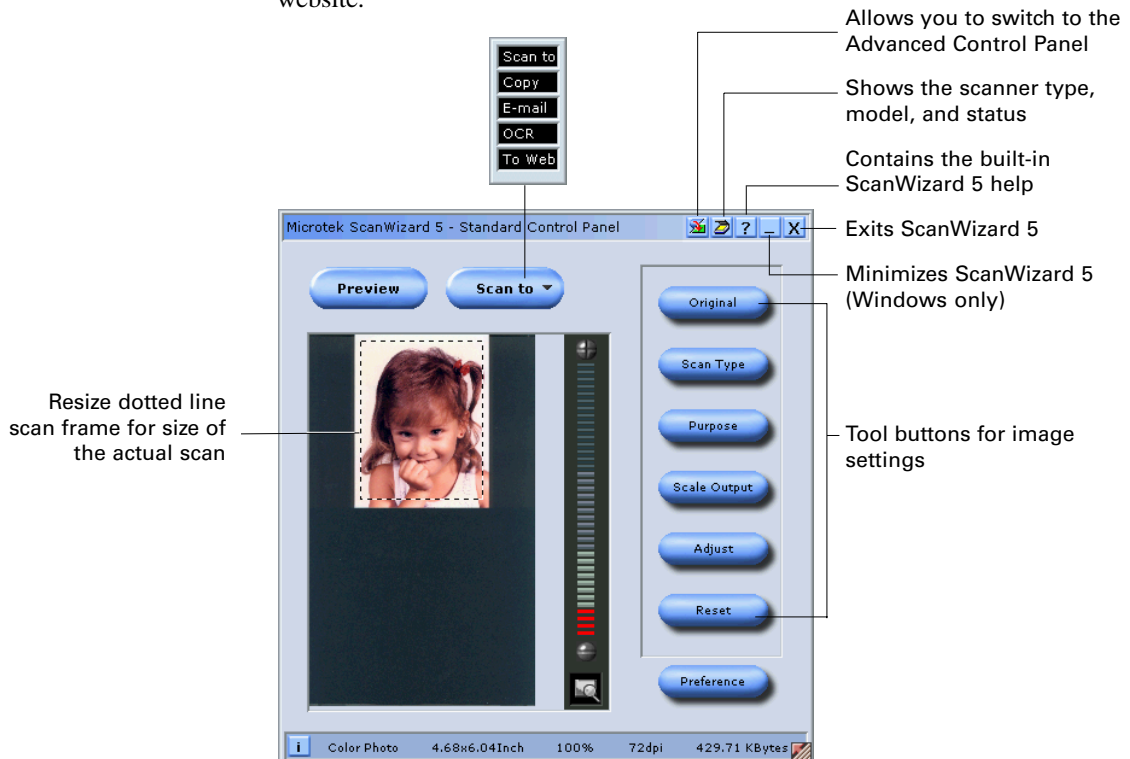 website.
Allows you to switch to the
Advanced Control Panel
Shows the scanner type,
model, and status
Contains the built-in
ScanWizard 5 help
Exits ScanWizard 5
Minimizes ScanWizard 5
(Windows only)
Scan to
Copy
E-mail
OCR
To Web
Microtek ScanWizard 5 - Standard Control Panel
? _ X
Preview
Scan to
Original
Scan Type
Purpose
Scale Output
Adjust
Reset
Preference
Resize dotted line
scan frame for size of
the actual scan
Tool buttons for image
settings
i Color Photo 4.68x6.04Inch 100% 72dpi 429.71 KBytes